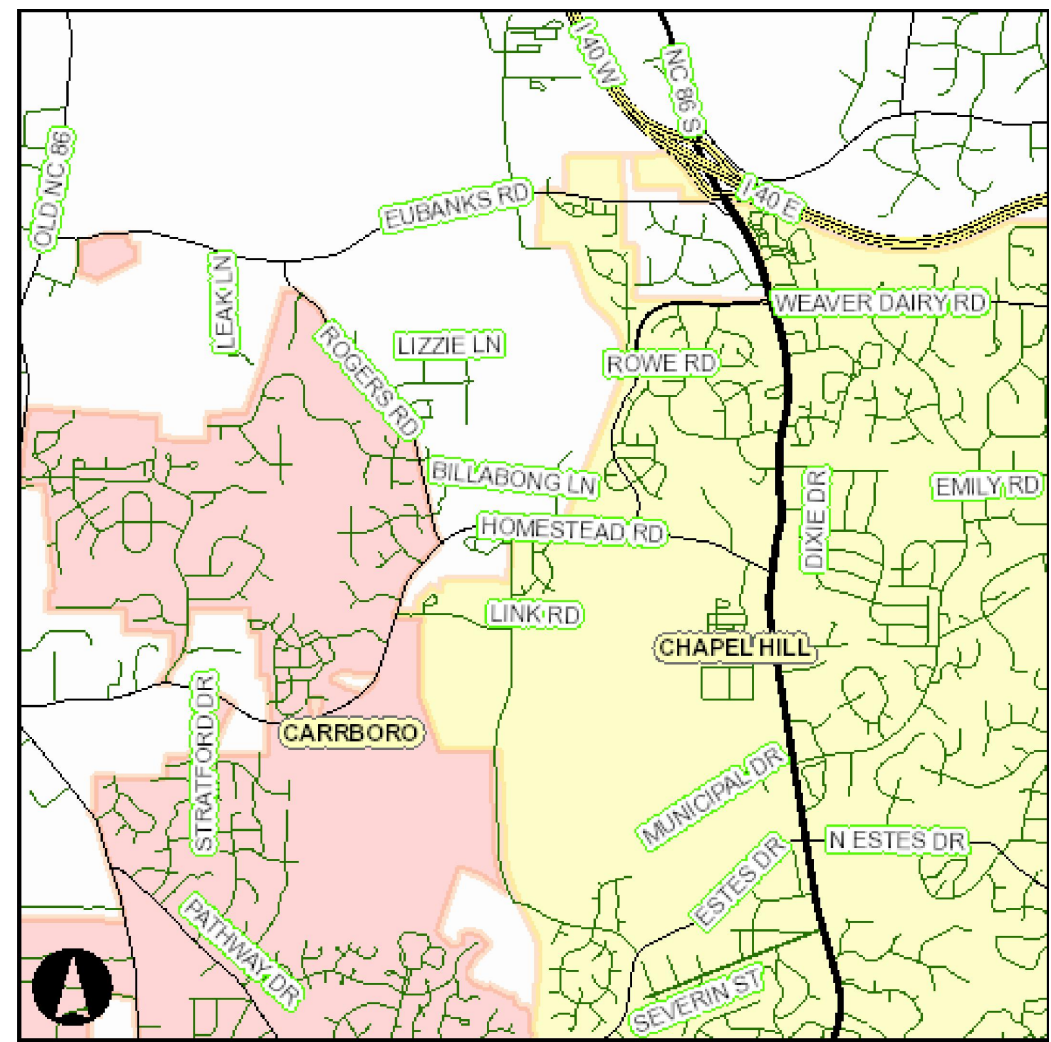 I 40 W
NC 86 S
OLD NC 86
EUBANKS RD
I 40 E
LEAK LN
WEAVER DAIRY RD
ROGERS RD
LIZZIE LN
ROWE RD
BILLABONG LN
EMILY RD
HOMESTEAD RD
DIXIE DR
LINK RD
CHAPEL HILL
STRATFORD DR
CARRBORO
MUNICIPAL DR
ESTES DR
N ESTES DR
PATHWAY DR
SEVERIN ST